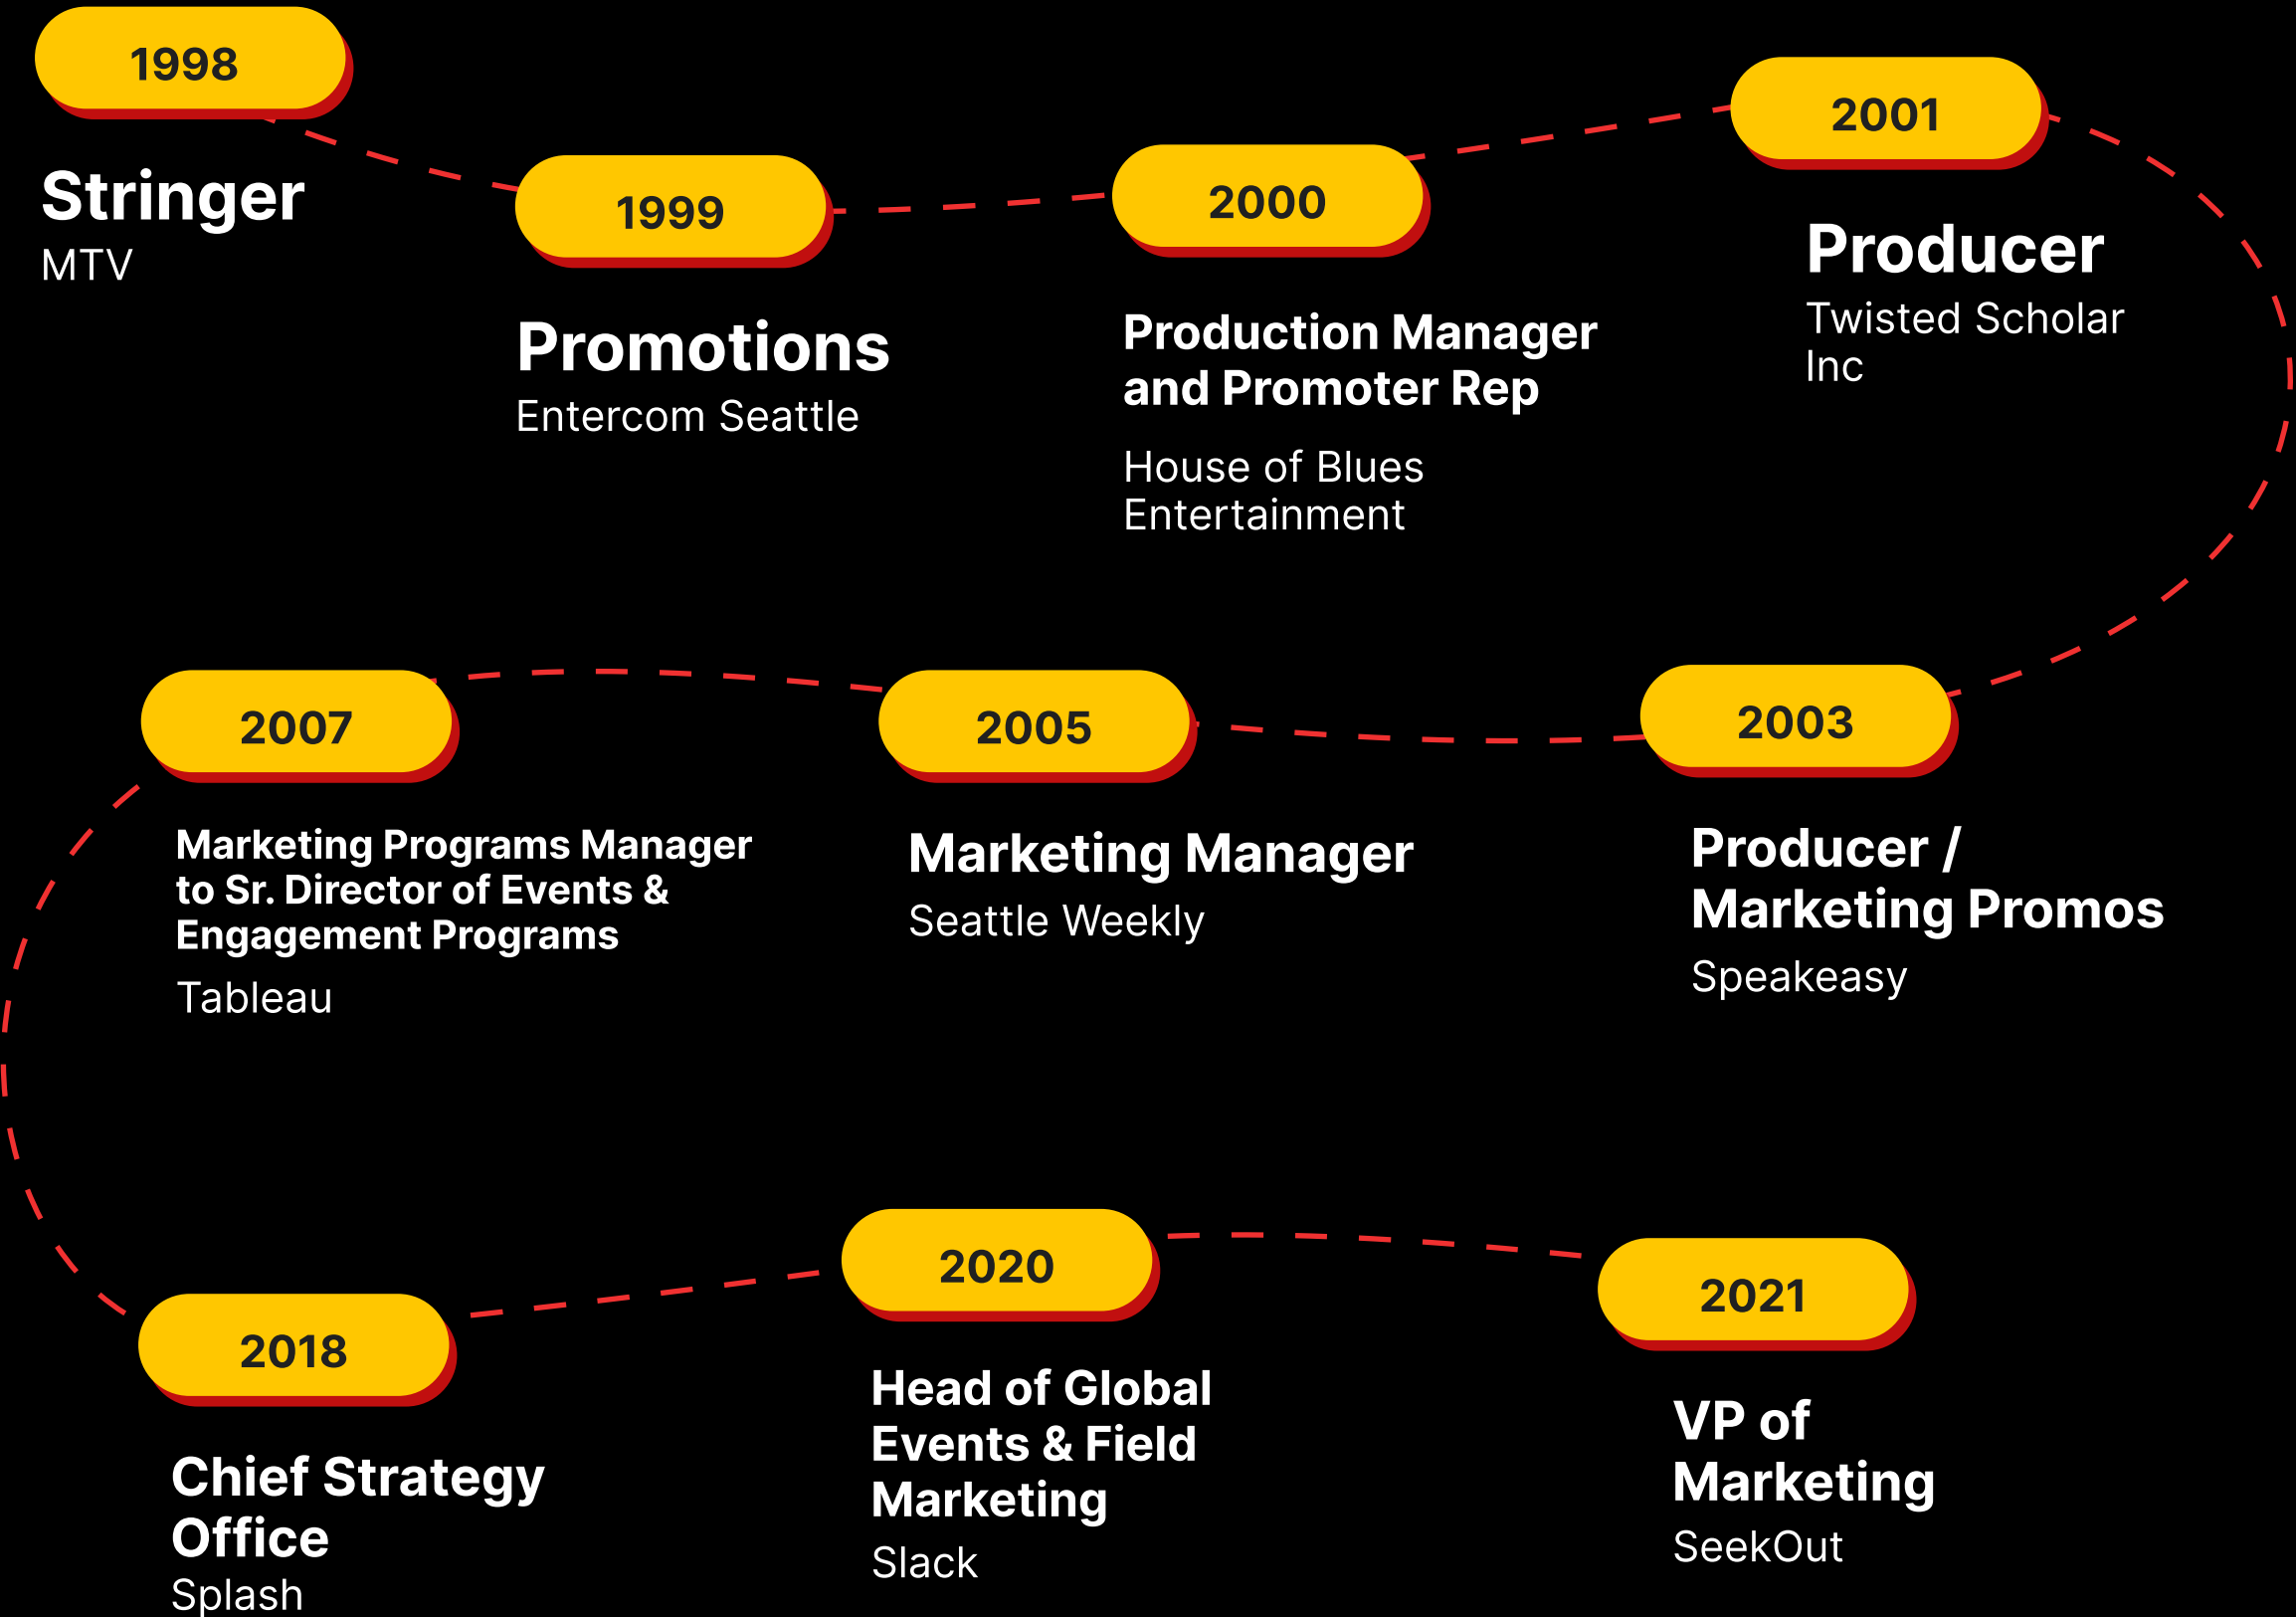 1998
Stringer
MTV
1999
Promotions
Entercom Seattle
2000
Production Manager
and Promoter Rep
House of Blues
Entertainment
2001
Producer
Twisted Scholar
Inc
2003
Producer /
Marketing Promos
Speakeasy
2005
Marketing Manager
Seattle Weekly
2007
Marketing Programs Manager
to Sr. Director of Events &
Engagement Programs
Tableau
2018
Chief Strategy
Office
Splash
2020
Head of Global
Events & Field
Marketing
Slack
2021
VP of
Marketing
SeekOut